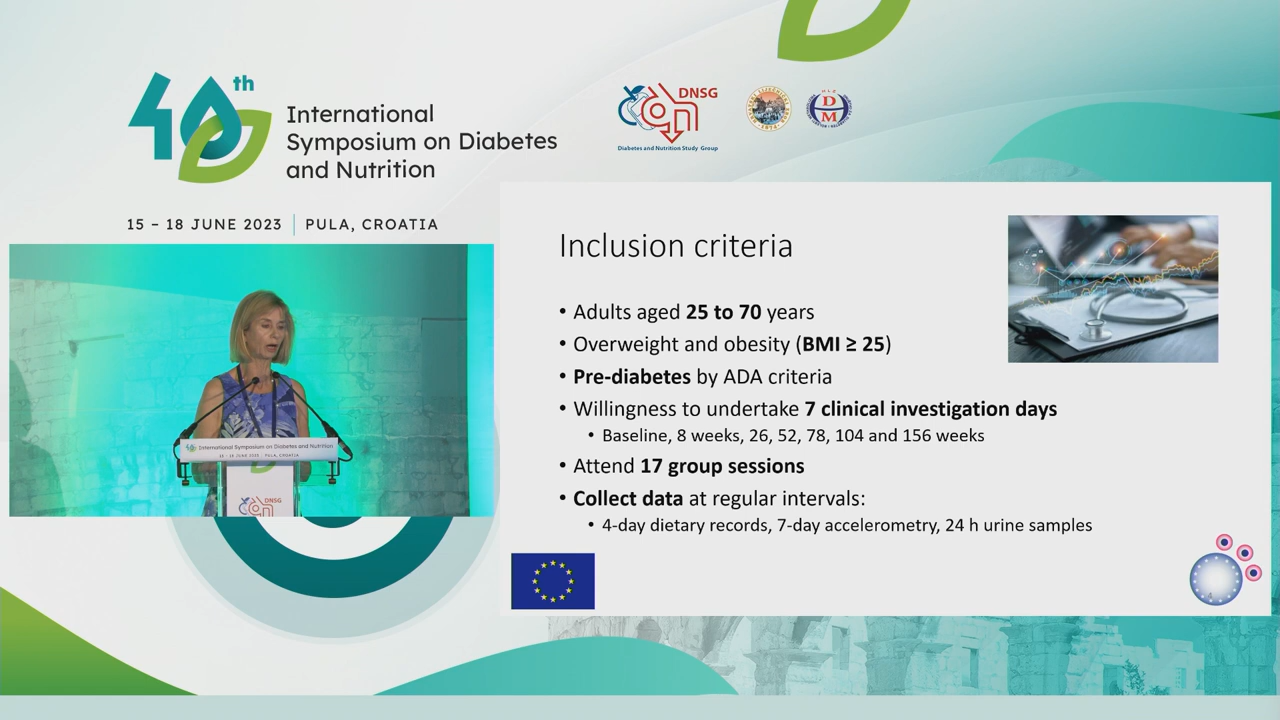 40th
International
Symposium on Diabetes
and Nutrition
15 – 18 JUNE 2023 | PULA, CROATIA
DNSG
Diabetes and Nutrition Study Group
Inclusion criteria
• Adults aged 25 to 70 years
• Overweight and obesity (BMI ≥ 25)
• Pre-diabetes by ADA criteria
• Willingness to undertake 7 clinical investigation days
• Baseline, 8 weeks, 26, 52, 78, 104 and 156 weeks
• Attend 17 group sessions
• Collect data at regular intervals:
• 4-day dietary records, 7-day accelerometry, 24 h urine samples
International Symposium on Diabetes and Nutrition
15 – 18 JUNE 2023 | PULA, CROATIA
DNSG